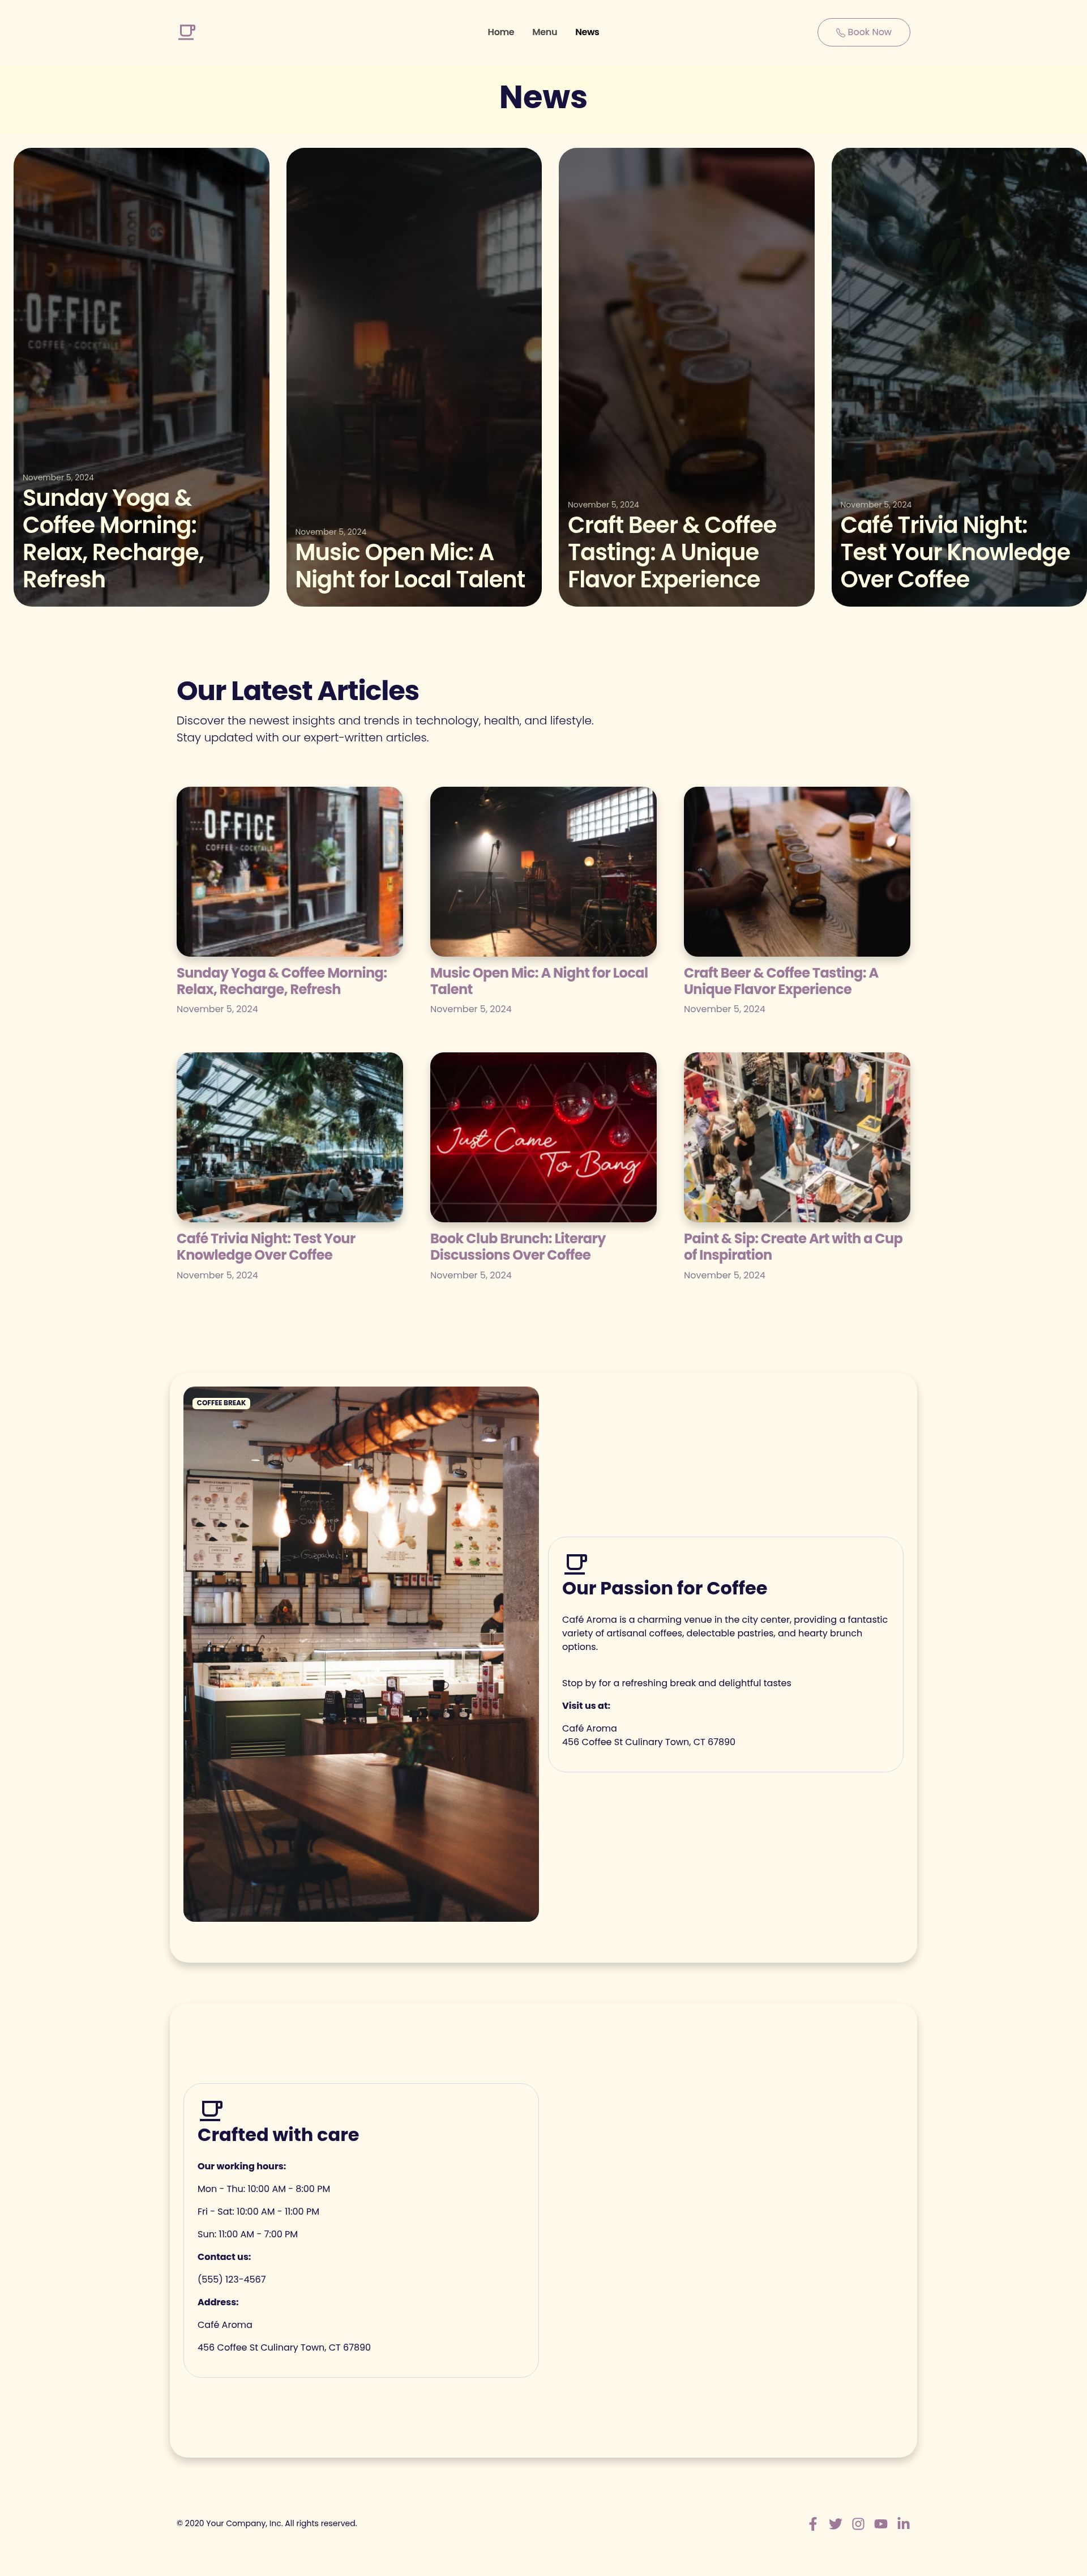 Home
Menu
News
Book Now
News
OFFICE
COFFEE - COCKTAILS
November 5, 2024
Sunday Yoga &
Coffee Morning:
Relax, Recharge,
Refresh
November 5, 2024
Music Open Mic: A
Night for Local Talent
November 5, 2024
Craft Beer & Coffee
Tasting: A Unique
Flavor Experience
November 5, 2024
Café Trivia Night:
Test Your Knowledge
Over Coffee
Our Latest Articles
Discover the newest insights and trends in technology, health, and lifestyle.
Stay updated with our expert-written articles.
OFFICE
COFFEE - COCKTAILS
Sunday Yoga & Coffee Morning:
Relax, Recharge, Refresh
November 5, 2024
Music Open Mic: A Night for Local
Talent
November 5, 2024
Craft Beer & Coffee Tasting: A
Unique Flavor Experience
November 5, 2024
Café Trivia Night: Test Your
Knowledge Over Coffee
November 5, 2024
Just Came
To Bang
Book Club Brunch: Literary
Discussions Over Coffee
November 5, 2024
Paint & Sip: Create Art with a Cup
of Inspiration
November 5, 2024
COFFEE BREAK
Our Passion for Coffee
Café Aroma is a charming venue in the city center, providing a fantastic
variety of artisanal coffees, delectable pastries, and hearty brunch
options.
Stop by for a refreshing break and delightful tastes
Visit us at:
Café Aroma
456 Coffee St Culinary Town, CT 67890
Crafted with care
Our working hours:
Mon - Thu: 10:00 AM - 8:00 PM
Fri - Sat: 10:00 AM - 11:00 PM
Sun: 11:00 AM - 7:00 PM
Contact us:
(555) 123-4567
Address:
Café Aroma
456 Coffee St Culinary Town, CT 67890
© 2020 Your Company, Inc. All rights reserved.